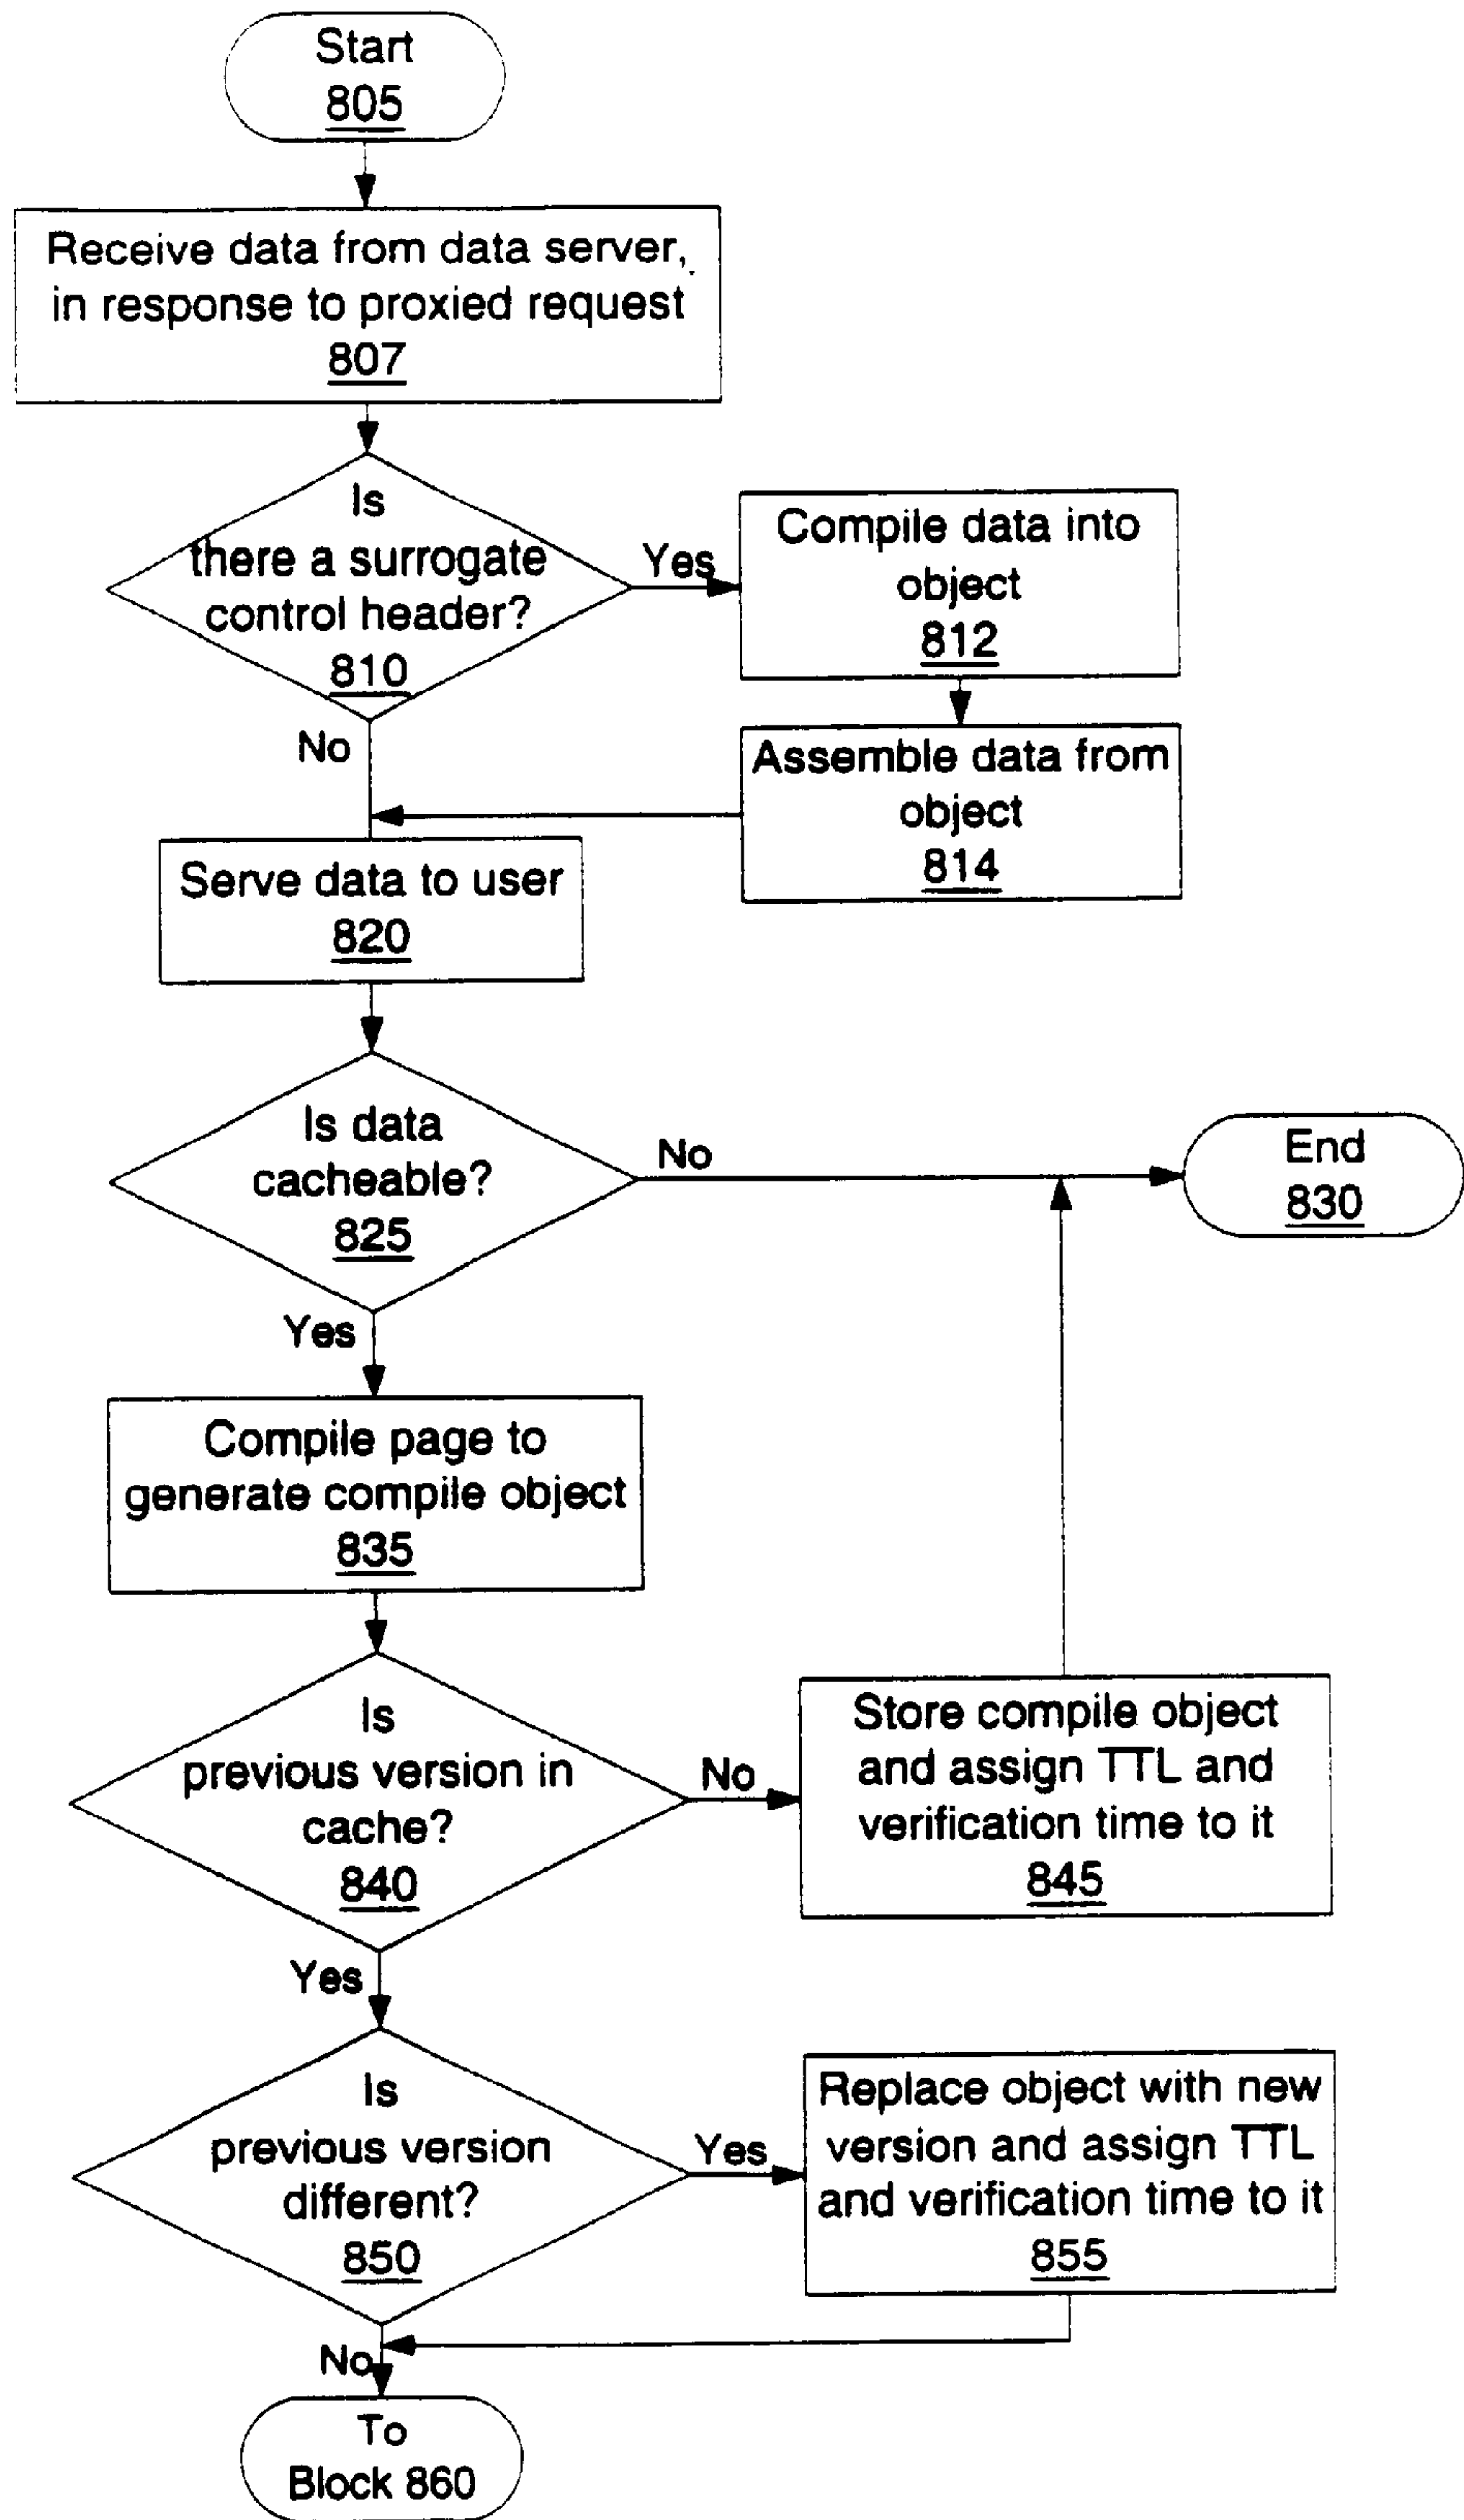 Start
805
Receive data from data server,
in response to proxied request
807
Is
there a surrogate
control header?
810
Yes
Compile data into
object
812
No
Assemble data from
object
814
Serve data to user
820
Is data
cacheable?
825
No
End
830
Yes
Compile page to
generate compile object
835
Is
previous version in
cache?
840
No
Store compile object
and assign TTL and
verification time to it
845
Yes
Is
previous version
different?
850
Yes
Replace object with new
version and assign TTL
and verification time to it
855
No
To
Block 860